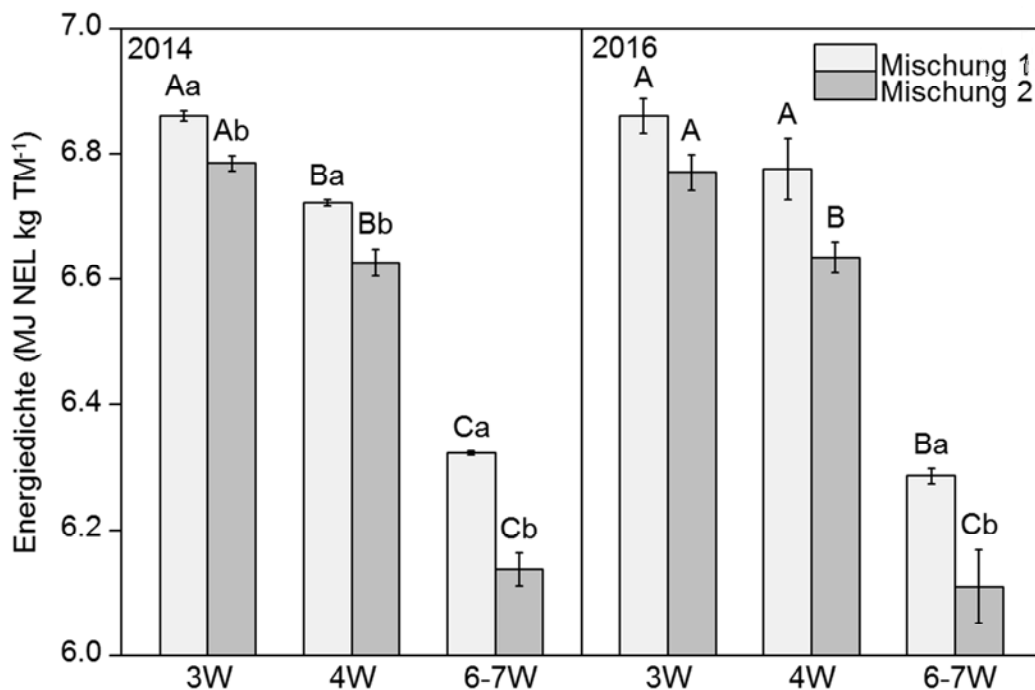 Energiedichte (MJ NEL kg TM⁻¹)
7.0
6.8
6.6
6.4
6.2
6.0
2014
Aa
Ab
Ba
Bb
Ca
Cb
3W
4W
6-7W
2016
Mischung 1
Mischung 2
A
A
A
B
Ba
Cb
3W
4W
6-7W